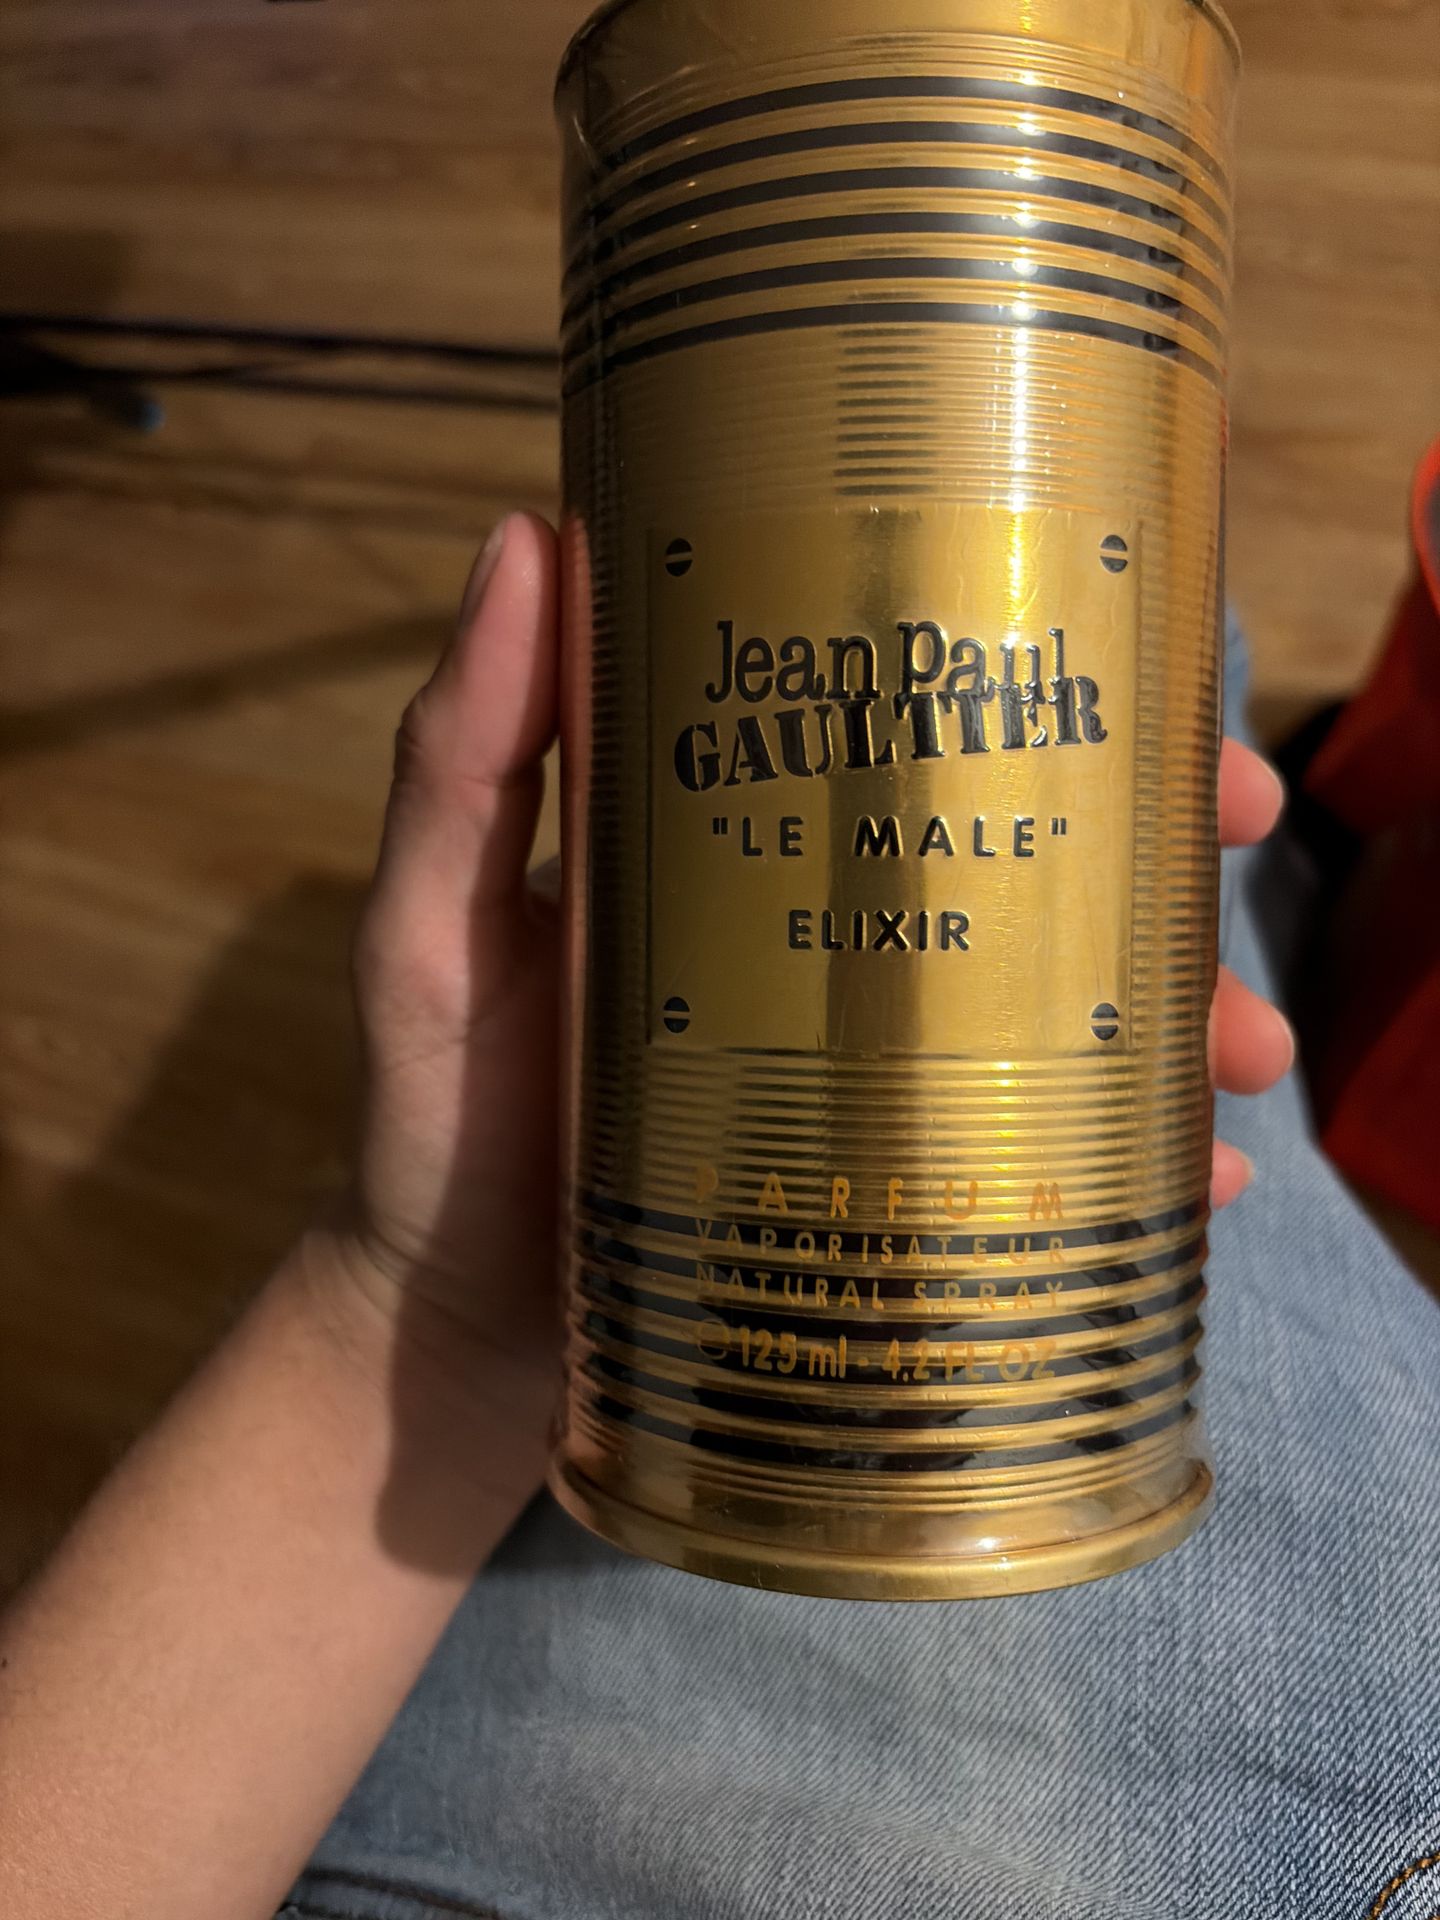 Jean Paul
GAULTIER
"LE MALE"
ELIXIR
PARFUM
VAPORISATEUR
NATURAL SPRAY
℮125 ml - 4.2 FL OZ